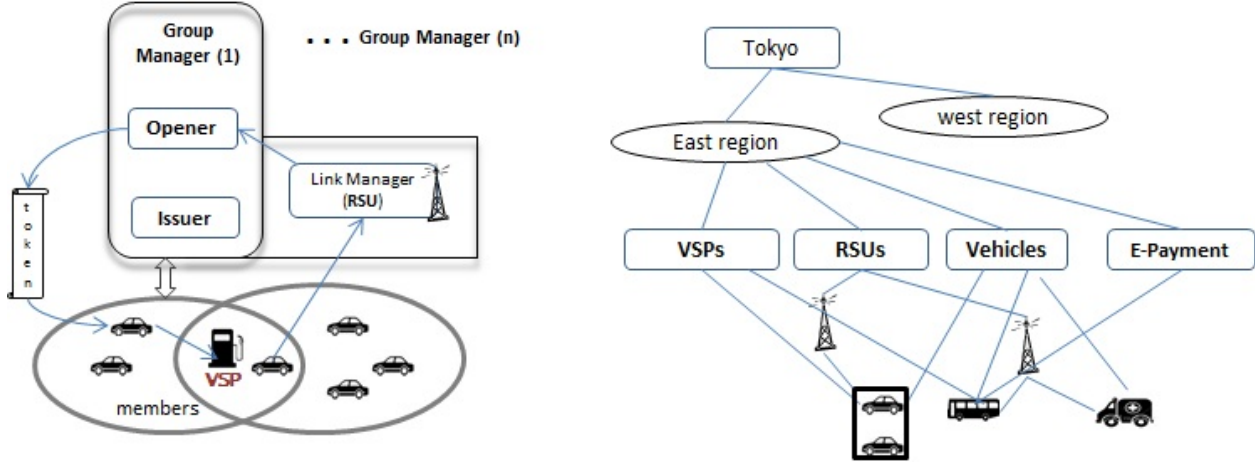 Group
Manager (1)
. . . Group Manager (n)
Opener
Link Manager
(RSU)
Issuer
token
VSP
members
Tokyo
west region
East region
VSPs
RSUs
Vehicles
E-Payment